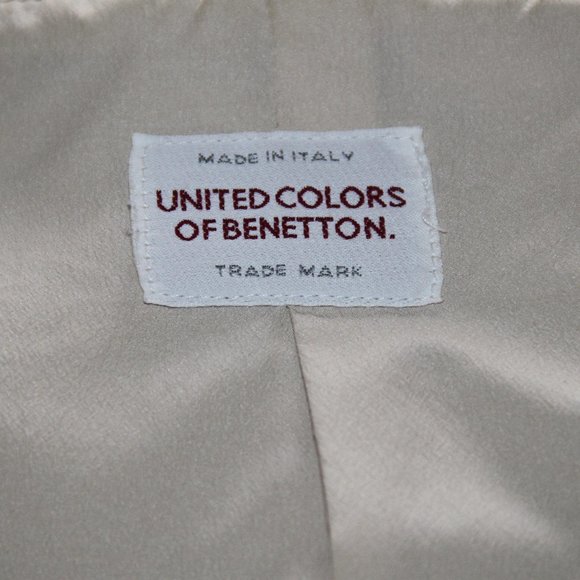 MADE IN ITALY
UNITED COLORS
OF BENETTON.
TRADE MARK